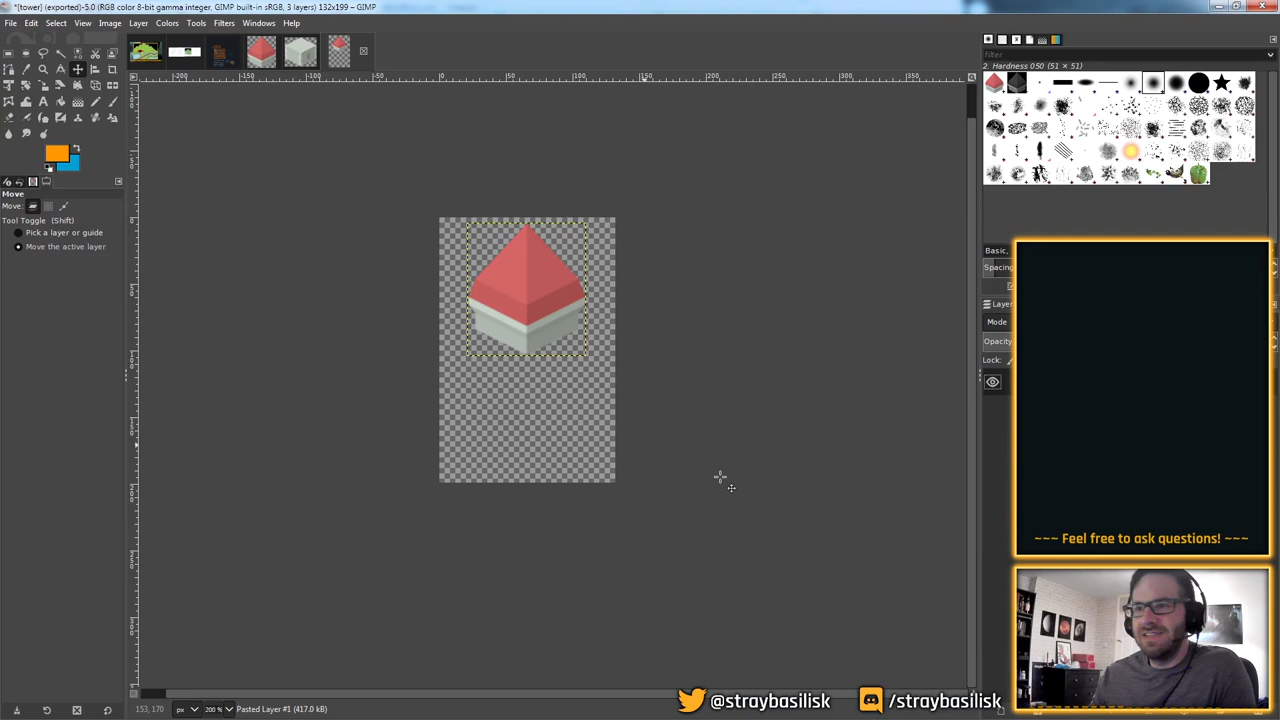 *[tower] (exported)-5.0 (RGB color 8-bit gamma integer, GIMP built-in sRGB, 3 layers) 132x199 – GIMP
File Edit Select View Image Layer Colors Tools Filters Windows Help
filter
2. Hardness 050 (51 × 51)
Move
Move:
Tool Toggle (Shift)
Pick a layer or guide
Move the active layer
Basic,
Spacing
Layer
Mode
Opacity
Lock:
~~~ Feel free to ask questions! ~~~
153, 170 px 200 % Pasted Layer #1 (417.0 kB)
@straybasilisk /straybasilisk